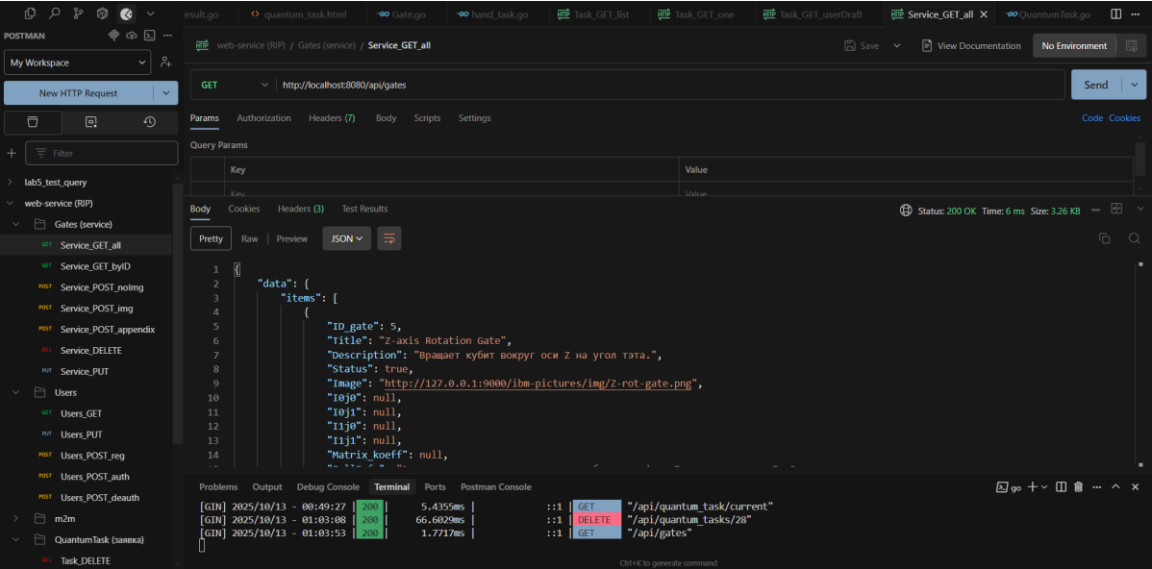 esult.go quantum_task.html Gate.go hand_task.go Task_GET_list Task_GET_one Task_GET_userDraft Service_GET_all QuantumTask.go
POSTMAN
My Workspace
New HTTP Request
Filter
lab5_test_query
web-service (RIP)
Gates (service)
GET Service_GET_all
GET Service_GET_byID
POST Service_POST_noImg
POST Service_POST_img
POST Service_POST_appendix
DEL Service_DELETE
PUT Service_PUT
Users
GET Users_GET
PUT Users_PUT
POST Users_POST_reg
POST Users_POST_auth
POST Users_POST_deauth
m2m
QuantumTask (заявка)
DEL Task_DELETE
web-service (RIP) / Gates (service) / Service_GET_all
Save View Documentation No Environment
GET http://localhost:8080/api/gates Send
Params Authorization Headers (7) Body Scripts Settings Code Cookies
Query Params
Key Value
Key Value
Body Cookies Headers (3) Test Results Status: 200 OK Time: 6 ms Size: 3.26 KB
Pretty Raw Preview JSON
1 {
2 "data": {
3 "items": [
4 {
5 "ID_gate": 5,
6 "Title": "Z-axis Rotation Gate",
7 "Description": "Вращает кубит вокруг оси Z на угол тэта.",
8 "Status": true,
9 "Image": "http://127.0.0.1:9000/ibm-pictures/img/Z-rot-gate.png",
10 "I0j0": null,
11 "I0j1": null,
12 "I1j0": null,
13 "I1j1": null,
14 "Matrix_koeff": null,
Problems Output Debug Console Terminal Ports Postman Console go
[GIN] 2025/10/13 - 00:49:27 | 200 | 5.4355ms | ::1 | GET "/api/quantum_task/current"
[GIN] 2025/10/13 - 01:03:08 | 200 | 66.6029ms | ::1 | DELETE "/api/quantum_tasks/28"
[GIN] 2025/10/13 - 01:03:53 | 200 | 1.7717ms | ::1 | GET "/api/gates"
Ctrl+K to generate command